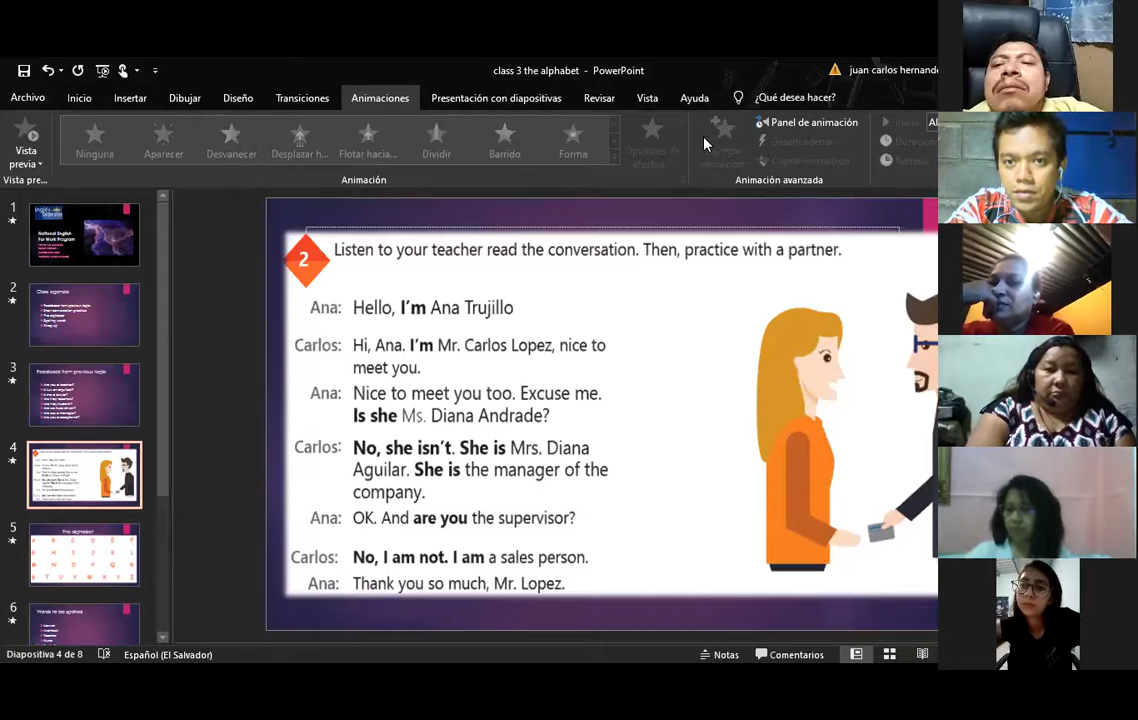 class 3 the alphabet - PowerPoint
juan carlos hernande
Archivo
Inicio
Insertar
Dibujar
Diseño
Transiciones
Animaciones
Presentación con diapositivas
Revisar
Vista
Ayuda
¿Qué desea hacer?
Vista previa
Ninguna
Aparecer
Desvanecer
Desplazar h...
Flotar hacia...
Dividir
Barrido
Forma
Opciones de efectos
Agregar animación
Panel de animación
Desencadenar
Copiar animación
Inicio
Al
Duración
Vista pre...
Animación
Animación avanzada
1
National English
For Work Program
2
Class agenda
3
Feedback from previous topic
4
5
The alphabet
6
Words to be spelled
2
Listen to your teacher read the conversation. Then, practice with a partner.
Ana: Hello, I'm Ana Trujillo
Carlos: Hi, Ana. I'm Mr. Carlos Lopez, nice to
meet you.
Ana: Nice to meet you too. Excuse me.
Is she Ms. Diana Andrade?
Carlos: No, she isn't. She is Mrs. Diana
Aguilar. She is the manager of the
company.
Ana: OK. And are you the supervisor?
Carlos: No, I am not. I am a sales person.
Ana: Thank you so much, Mr. Lopez.
Diapositiva 4 de 8
Español (El Salvador)
Notas
Comentarios